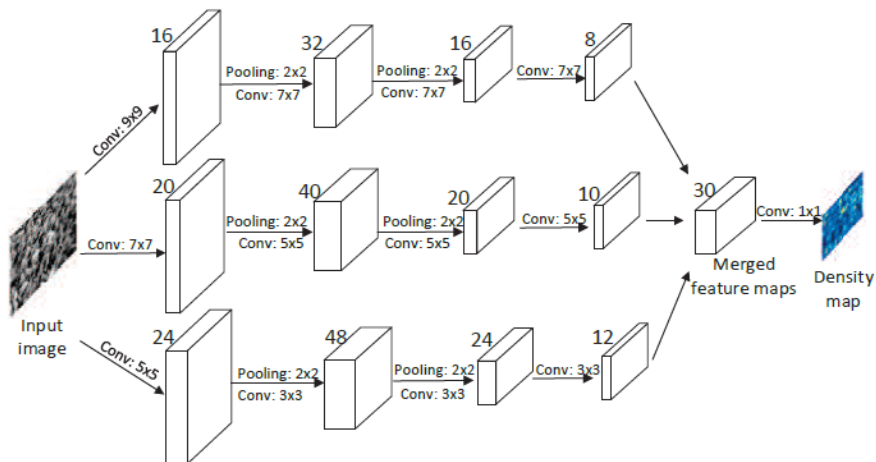 16
32
16
8
Pooling: 2x2
Conv: 7x7
Pooling: 2x2
Conv: 7x7
Conv: 7x7
Conv: 9x9
20
40
20
10
30
Conv: 7x7
Pooling: 2x2
Conv: 5x5
Pooling: 2x2
Conv: 5x5
Conv: 5x5
Conv: 1x1
Merged
feature maps
Density
map
Input
image
24
48
24
12
Conv: 5x5
Pooling: 2x2
Conv: 3x3
Pooling: 2x2
Conv: 3x3
Conv: 3x3